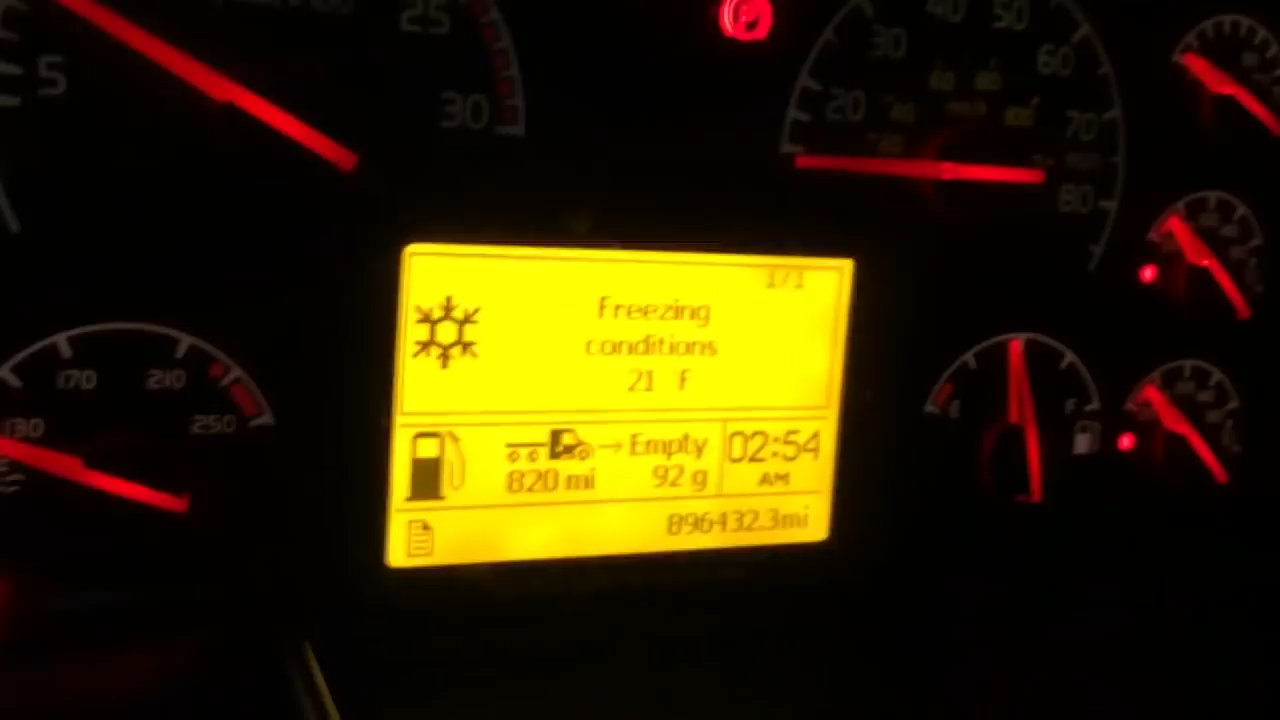 25
5
30
40 50
30
60
20
70
80
1/1
Freezing
conditions
21 °F
170 210
130
250
E F
Empty 02:54
820 mi 92 g AM
896432.3mi